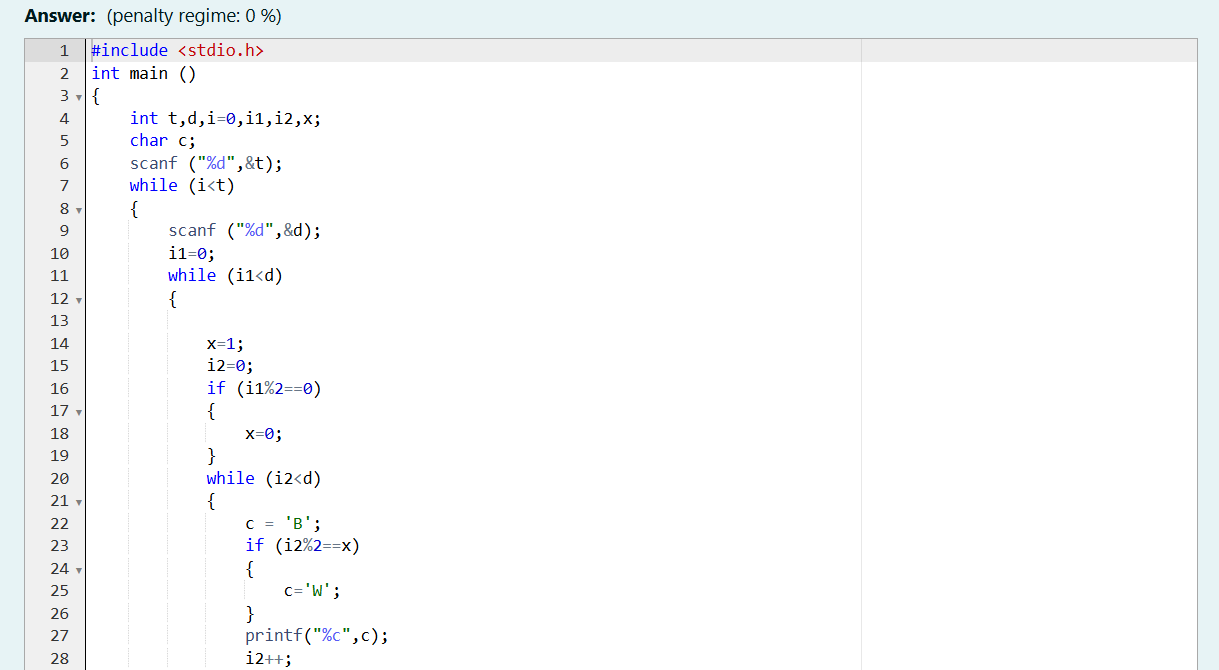 Answer: (penalty regime: 0 %)
1 #include <stdio.h>
2 int main ()
3 {
4     int t,d,i=0,i1,i2,x;
5     char c;
6     scanf ("%d",&t);
7     while (i<t)
8     {
9         scanf ("%d",&d);
10         i1=0;
11         while (i1<d)
12         {
13
14             x=1;
15             i2=0;
16             if (i1%2==0)
17             {
18                 x=0;
19             }
20             while (i2<d)
21             {
22                 c = 'B';
23                 if (i2%2==x)
24                 {
25                     c='W';
26                 }
27                 printf("%c",c);
28                 i2++;